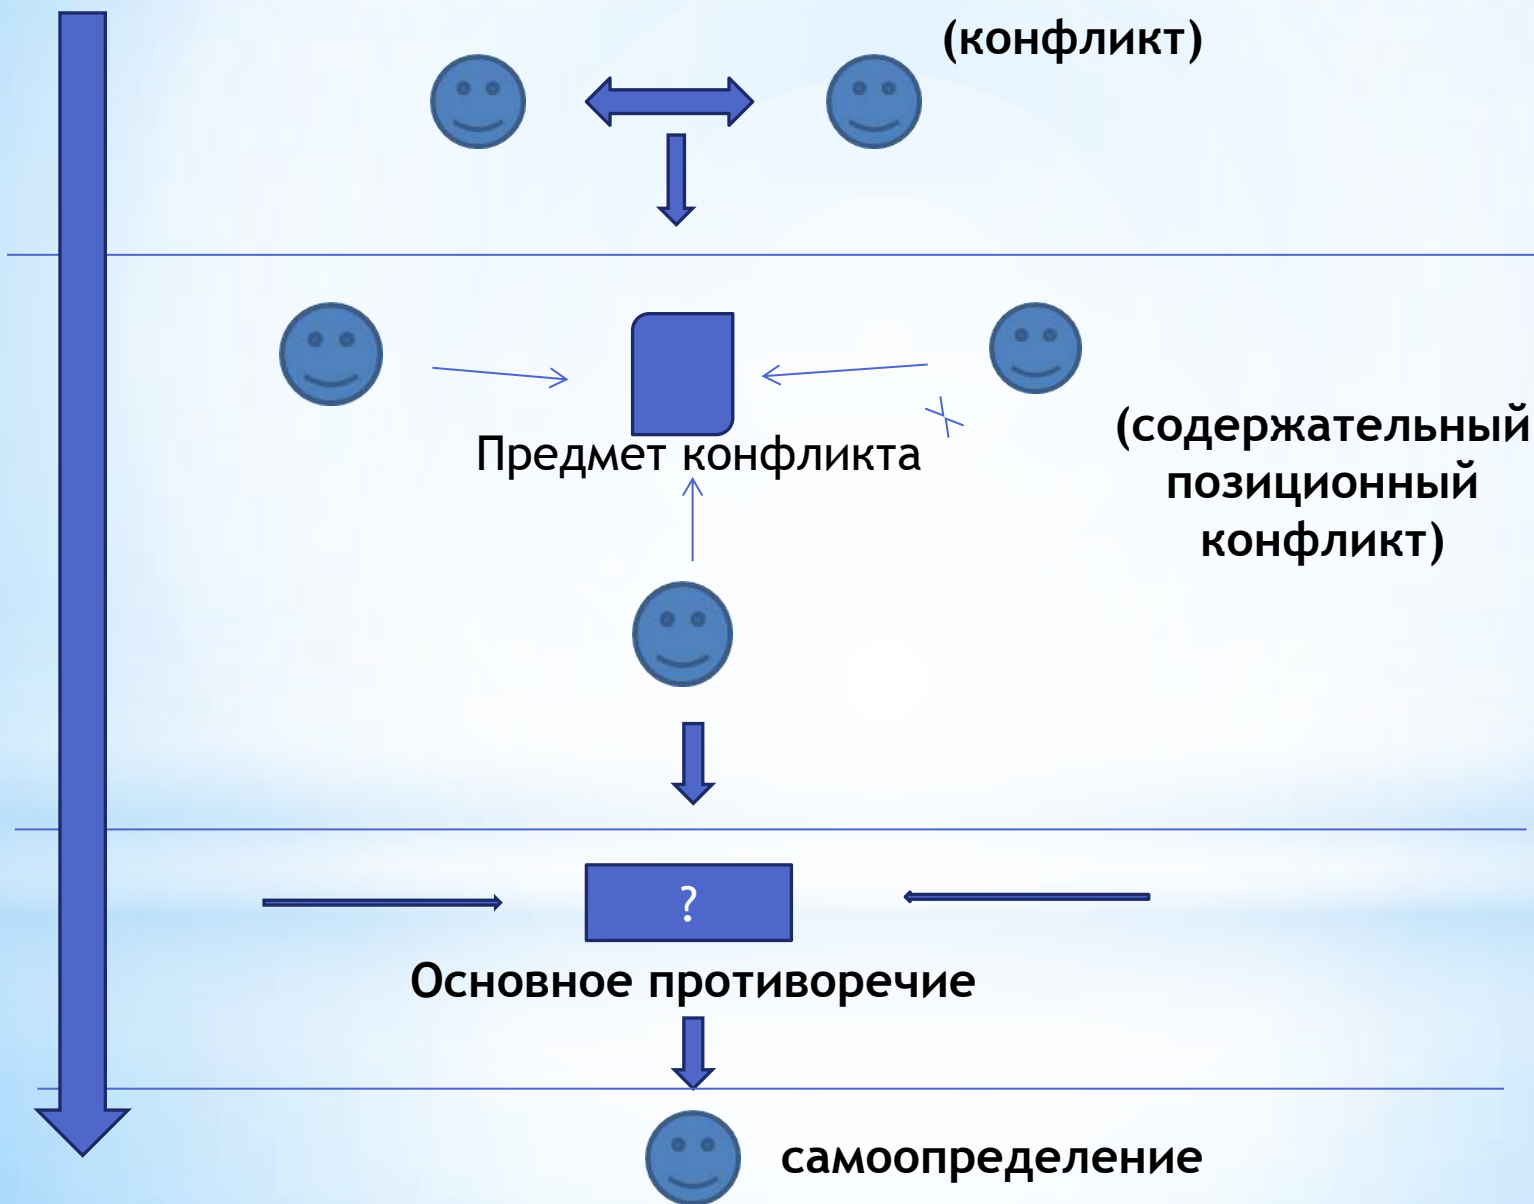 (конфликт)
Предмет конфликта
(содержательный
позиционный
конфликт)
?
Основное противоречие
самоопределение